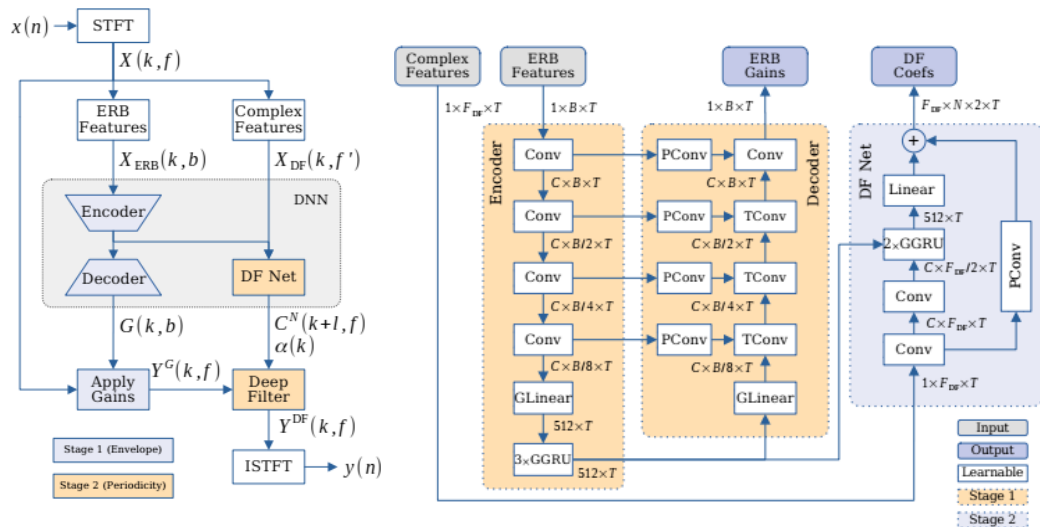 x(n)
STFT
X(k,f)
ERB
Features
Complex
Features
X_ERB(k,b)
X_DF(k,f')
DNN
Encoder
Decoder
DF Net
G(k,b)
C^N(k+l,f)
α(k)
Apply
Gains
Y^G(k,f)
Deep
Filter
Y^DF(k,f)
ISTFT
y(n)
Stage 1 (Envelope)
Stage 2 (Periodicity)
Complex
Features
ERB
Features
ERB
Gains
DF
Coefs
1×F_DF×T
1×B×T
1×B×T
F_DF×N×2×T
Encoder
Conv
C×B×T
Conv
C×B/2×T
Conv
C×B/4×T
Conv
C×B/8×T
GLinear
512×T
3×GGRU
512×T
PConv
PConv
PConv
PConv
Decoder
Conv
C×B×T
TConv
C×B/2×T
TConv
C×B/4×T
TConv
C×B/8×T
GLinear
DF Net
+
Linear
512×T
2×GGRU
C×F_DF/2×T
Conv
C×F_DF×T
Conv
1×F_DF×T
PConv
Input
Output
Learnable
Stage 1
Stage 2